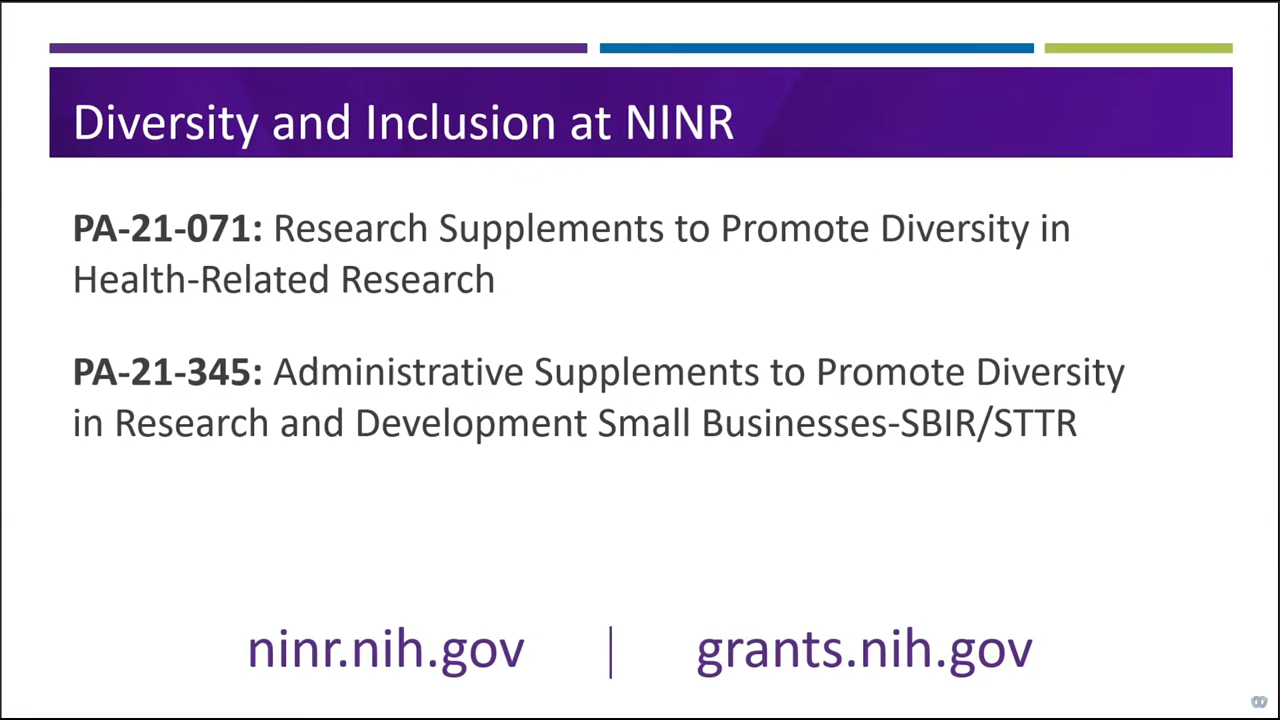 Diversity and Inclusion at NINR
PA-21-071: Research Supplements to Promote Diversity in
Health-Related Research
PA-21-345: Administrative Supplements to Promote Diversity
in Research and Development Small Businesses-SBIR/STTR
ninr.nih.gov | grants.nih.gov